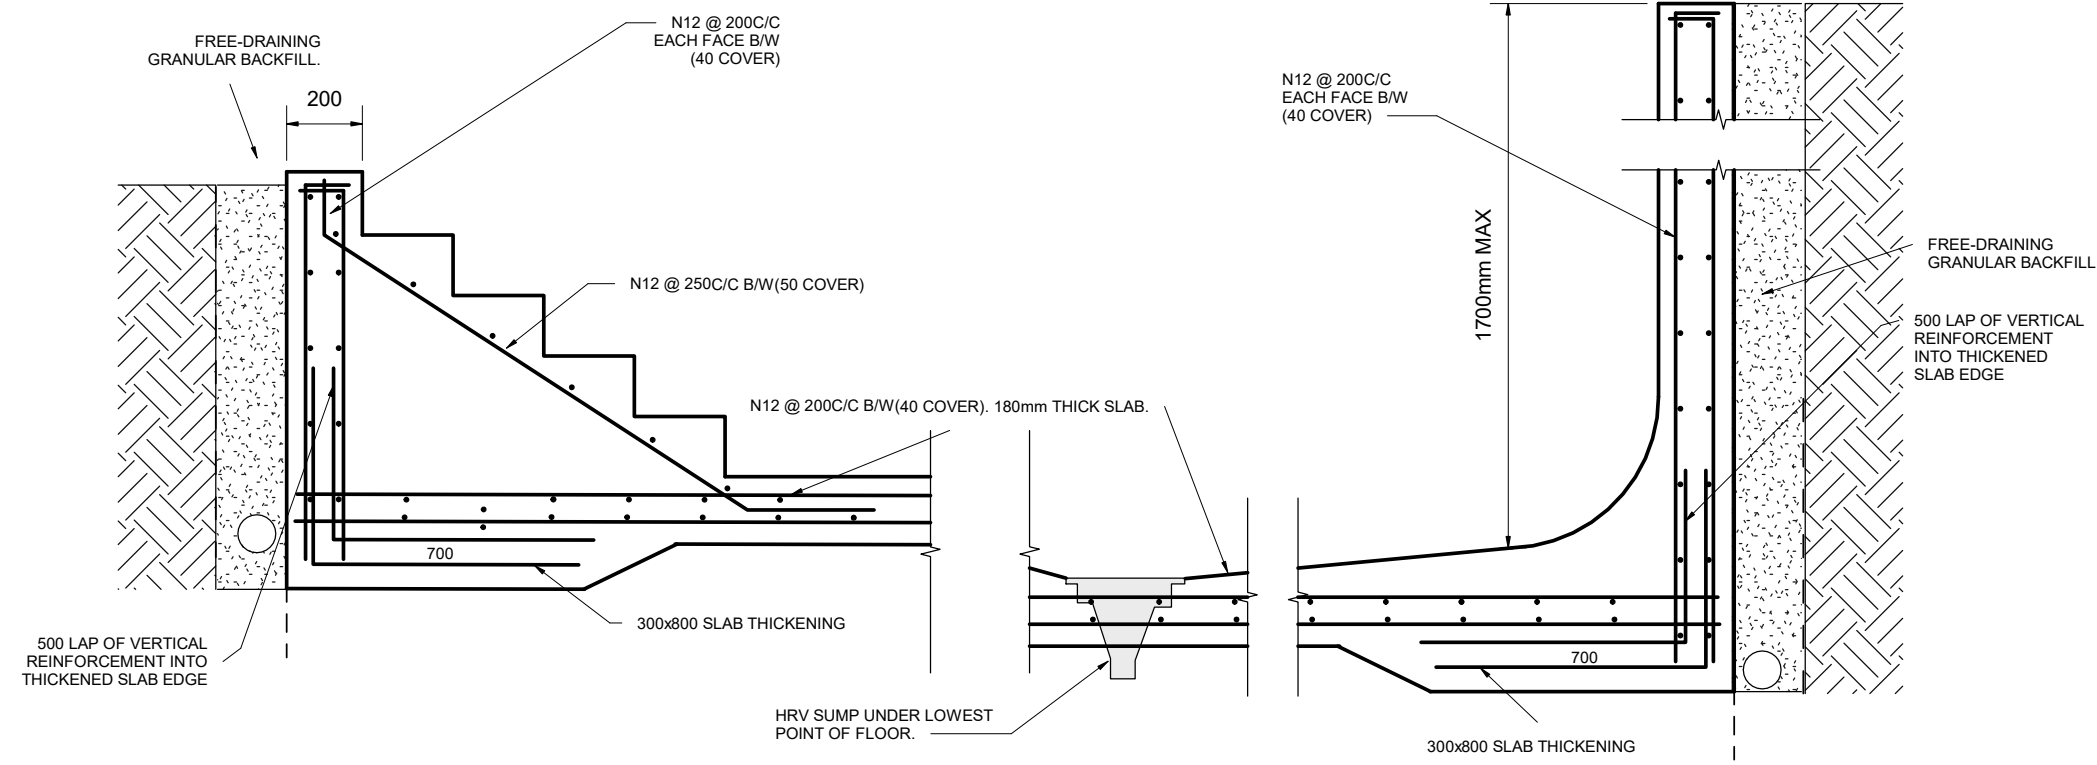 N12 @ 200C/C
EACH FACE B/W
(40 COVER)
FREE-DRAINING
GRANULAR BACKFILL.
200
N12 @ 250C/C B/W(50 COVER)
N12 @ 200C/C B/W(40 COVER). 180mm THICK SLAB.
700
300x800 SLAB THICKENING
500 LAP OF VERTICAL
REINFORCEMENT INTO
THICKENED SLAB EDGE
HRV SUMP UNDER LOWEST
POINT OF FLOOR.
N12 @ 200C/C
EACH FACE B/W
(40 COVER)
1700mm MAX
FREE-DRAINING
GRANULAR BACKFILL
500 LAP OF VERTICAL
REINFORCEMENT
INTO THICKENED
SLAB EDGE
700
300x800 SLAB THICKENING